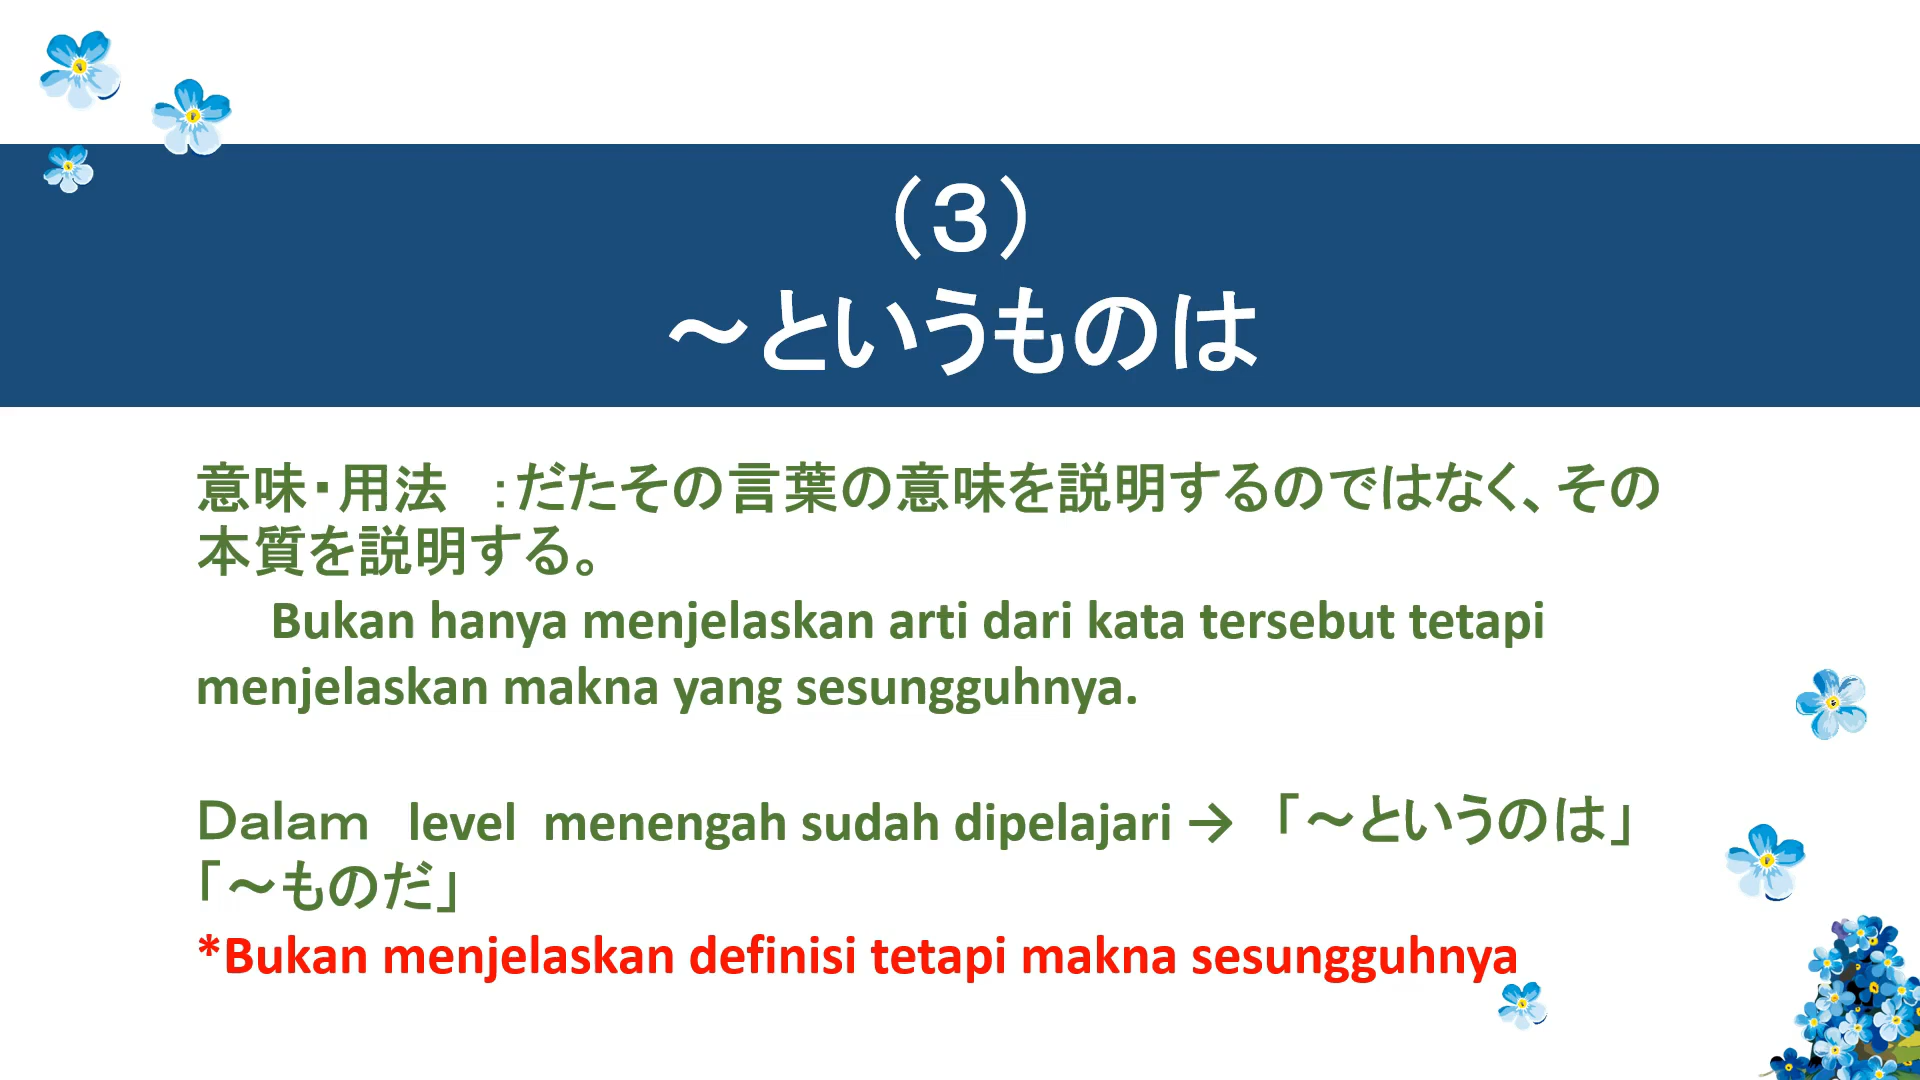 （３）
～というものは
意味・用法　：だたその言葉の意味を説明するのではなく、その
本質を説明する。
Bukan hanya menjelaskan arti dari kata tersebut tetapi
menjelaskan makna yang sesungguhnya.
Ｄalam　level  menengah sudah dipelajari →　「～というのは」
「～ものだ」
*Bukan menjelaskan definisi tetapi makna sesungguhnya